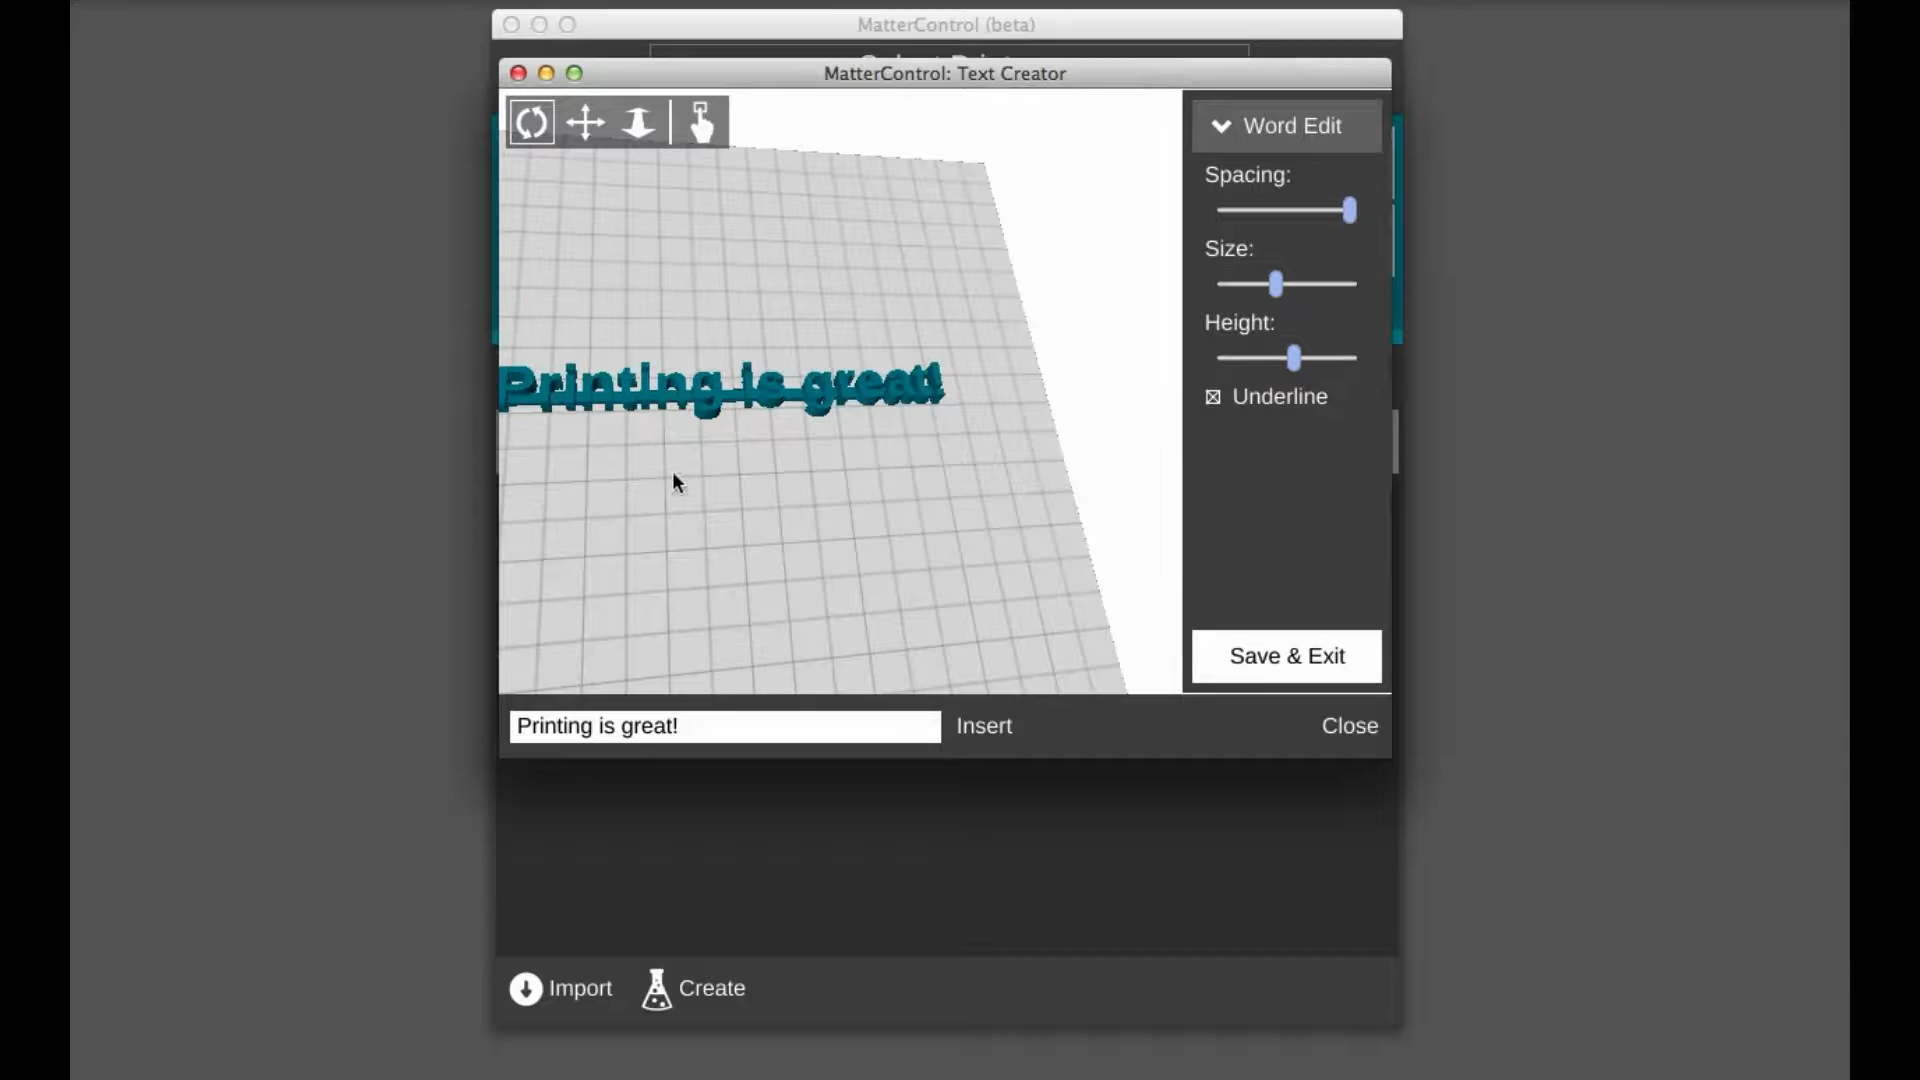 MatterControl (beta)
MatterControl: Text Creator
Word Edit
Spacing:
Size:
Height:
Underline
Printing is great!
Save & Exit
Printing is great!
Insert
Close
Import
Create